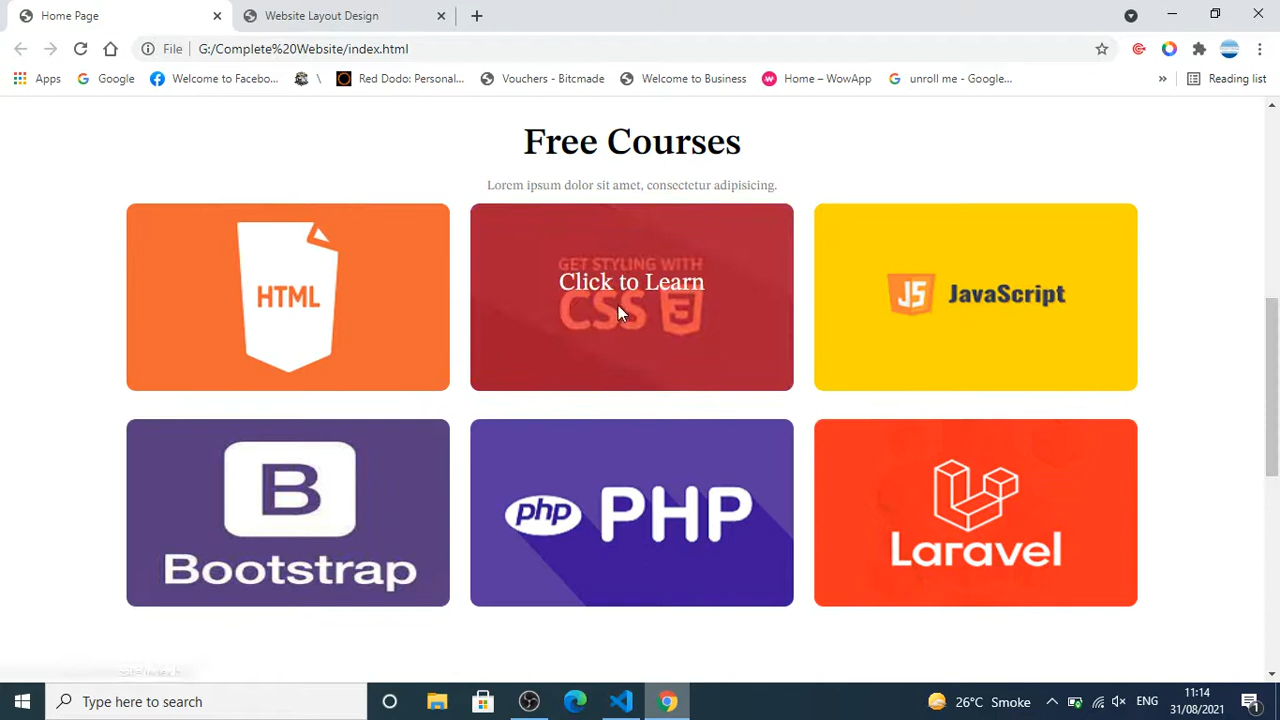 Home Page
Website Layout Design
File G:/Complete%20Website/index.html
Apps Google Welcome to Facebo... \ Red Dodo: Personal... Vouchers - Bitcmade Welcome to Business Home – WowApp unroll me - Google... » Reading list
Free Courses
Lorem ipsum dolor sit amet, consectetur adipisicing.
HTML
GET STYLING WITH
Click to Learn
CSS 3
JS JavaScript
B
Bootstrap
php PHP
Laravel
Type here to search
26°C Smoke
ENG
11:14
31/08/2021
1